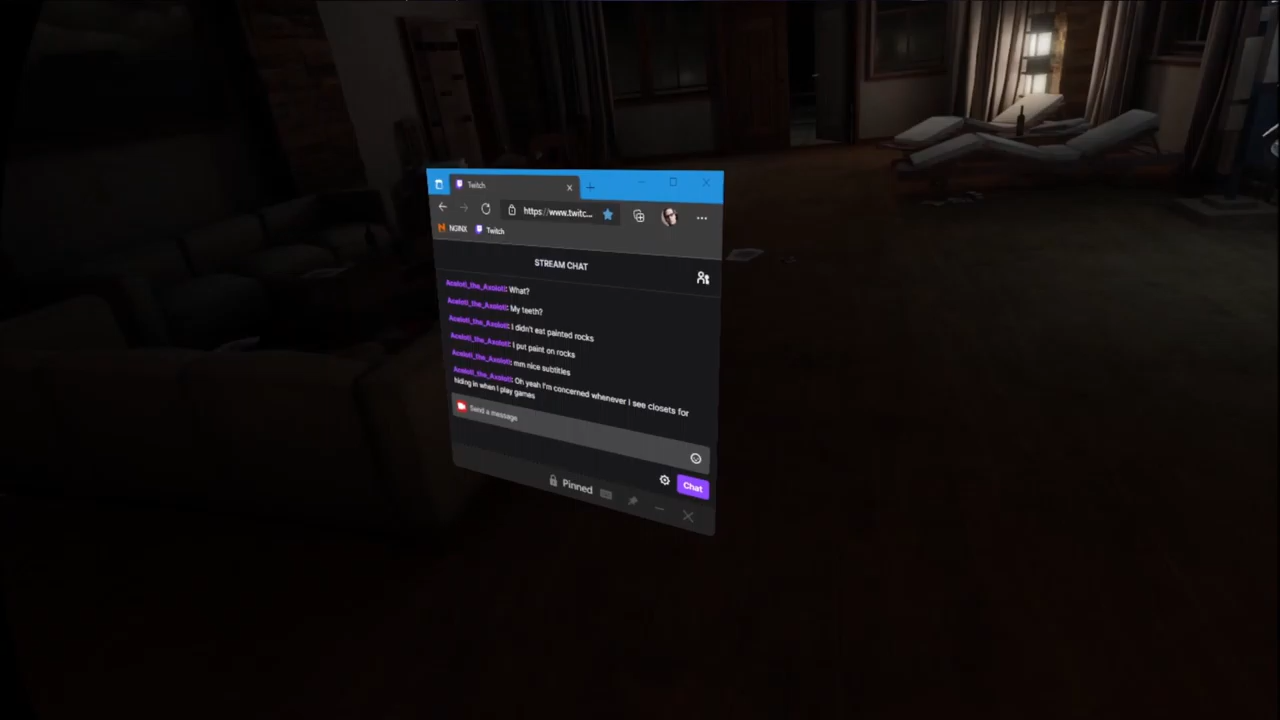 Twitch
https://www.twitc...
NGINX Twitch
STREAM CHAT
Axolotl_the_Axolotl: What?
Axolotl_the_Axolotl: My teeth?
Axolotl_the_Axolotl: I didn't eat painted rocks
Axolotl_the_Axolotl: I put paint on rocks
Axolotl_the_Axolotl: mm nice subtitles
Axolotl_the_Axolotl: Oh yeah I'm concerned whenever I see closets for
hiding in when I play games
Send a message
Chat
Pinned